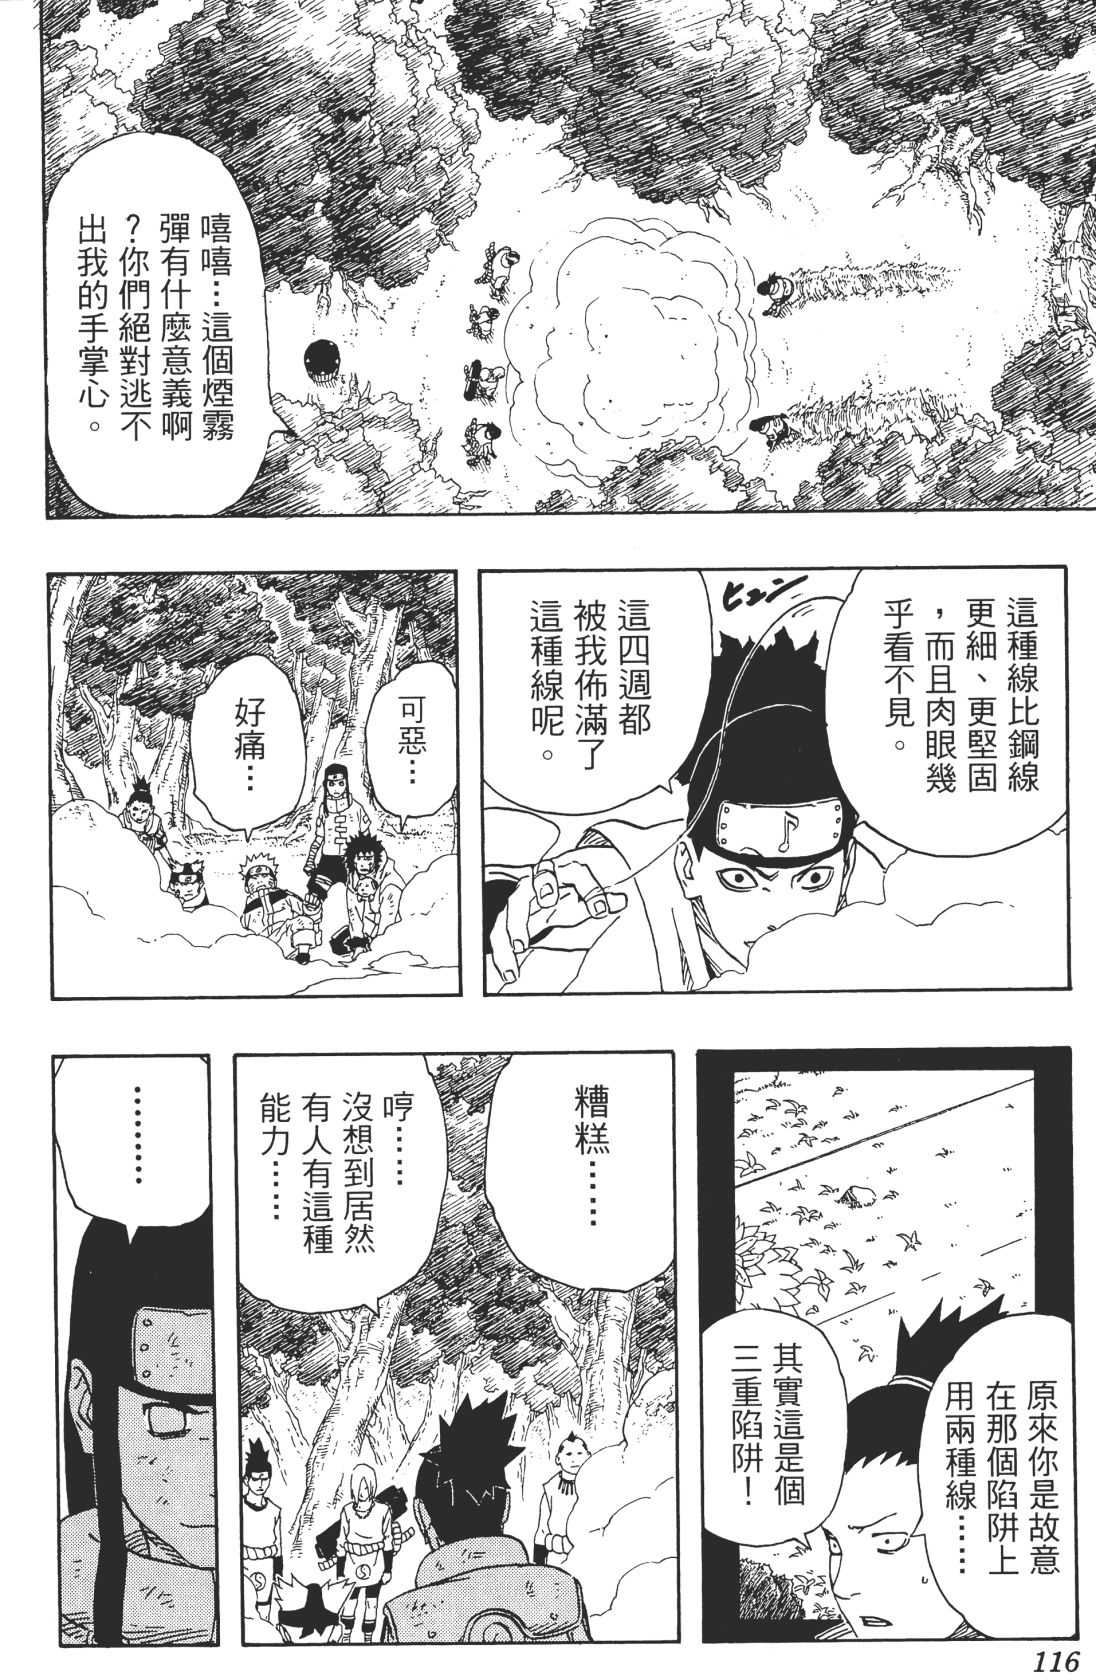 嘻嘻…這個煙霧
彈有什麼意義啊
？你們絕對逃不
出我的手掌心。
這種線比鋼線
更細、更堅固
，而且肉眼幾
乎看不見。
ヒュン
這四週都
被我佈滿了
這種線呢。
可惡…
好痛…
原來你是故意
在那個陷阱上
用兩種線……
其實這是個
三重陷阱！
糟糕……
哼……
沒想到居然
有人有這種
能力……
………
116